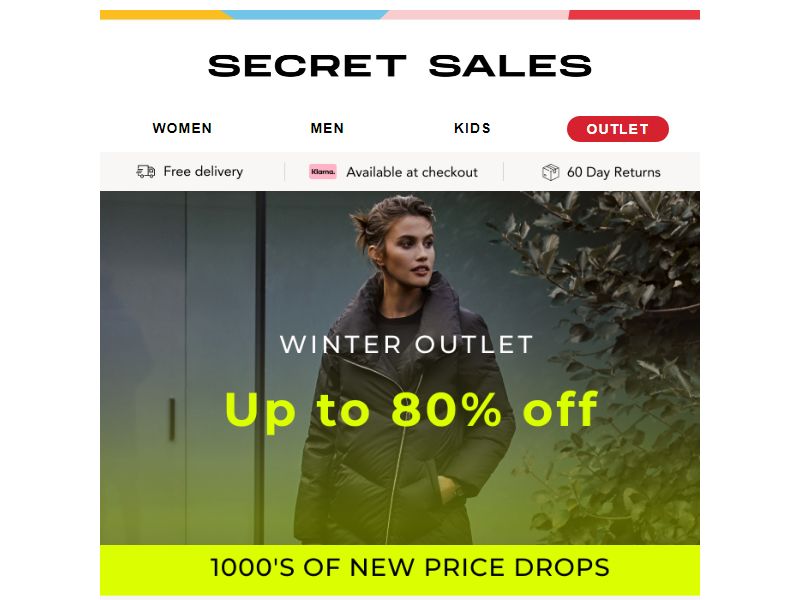 SECRET SALES
WOMEN MEN KIDS OUTLET
Free delivery Klarna. Available at checkout 60 Day Returns
WINTER OUTLET
Up to 80% off
1000'S OF NEW PRICE DROPS